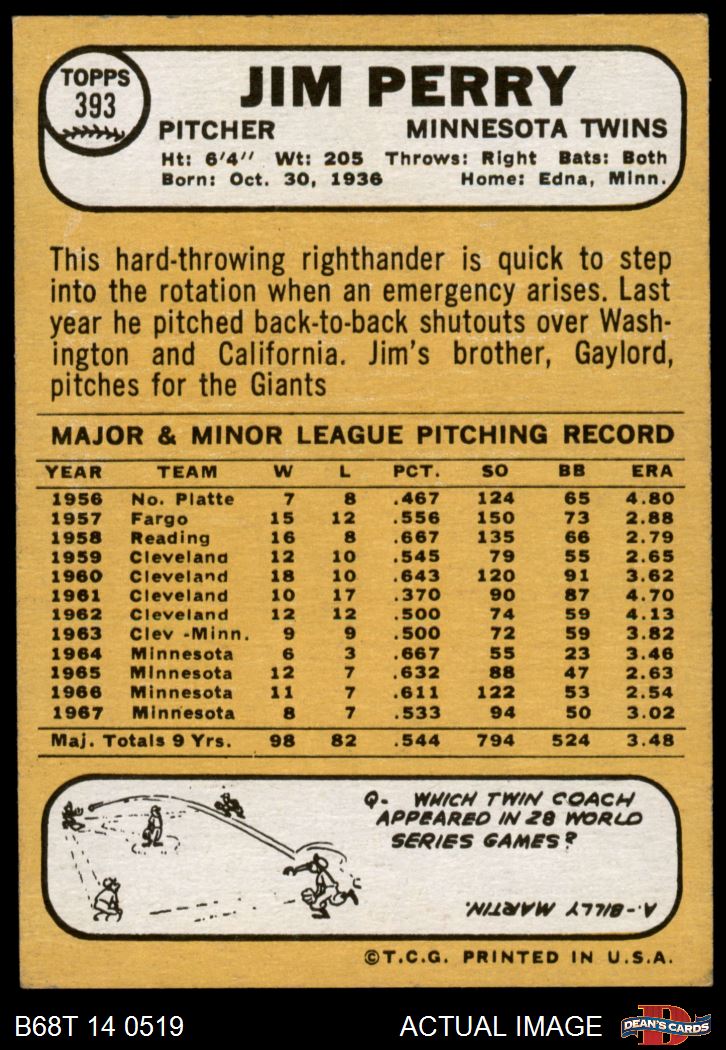 TOPPS
393
JIM PERRY
PITCHER MINNESOTA TWINS
Ht: 6'4" Wt: 205 Throws: Right Bats: Both
Born: Oct. 30, 1936 Home: Edna, Minn.
This hard-throwing righthander is quick to step
into the rotation when an emergency arises. Last
year he pitched back-to-back shutouts over Wash-
ington and California. Jim's brother, Gaylord,
pitches for the Giants
MAJOR & MINOR LEAGUE PITCHING RECORD
YEAR TEAM W L PCT. SO BB ERA
1956 No. Platte 7 8 .467 124 65 4.80
1957 Fargo 15 12 .556 150 73 2.88
1958 Reading 16 8 .667 135 66 2.79
1959 Cleveland 12 10 .545 79 55 2.65
1960 Cleveland 18 10 .643 120 91 3.62
1961 Cleveland 10 17 .370 90 87 4.70
1962 Cleveland 12 12 .500 74 59 4.13
1963 Clev -Minn. 9 9 .500 72 59 3.82
1964 Minnesota 6 3 .667 55 23 3.46
1965 Minnesota 12 7 .632 88 47 2.63
1966 Minnesota 11 7 .611 122 53 2.54
1967 Minnesota 8 7 .533 94 50 3.02
Maj. Totals 9 Yrs. 98 82 .544 794 524 3.48
Q- WHICH TWIN COACH
APPEARED IN 28 WORLD
SERIES GAMES?
A-BILLY MARTIN.
©T.C.G. PRINTED IN U.S.A.
B68T 14 0519 ACTUAL IMAGE
DEAN'S CARDS